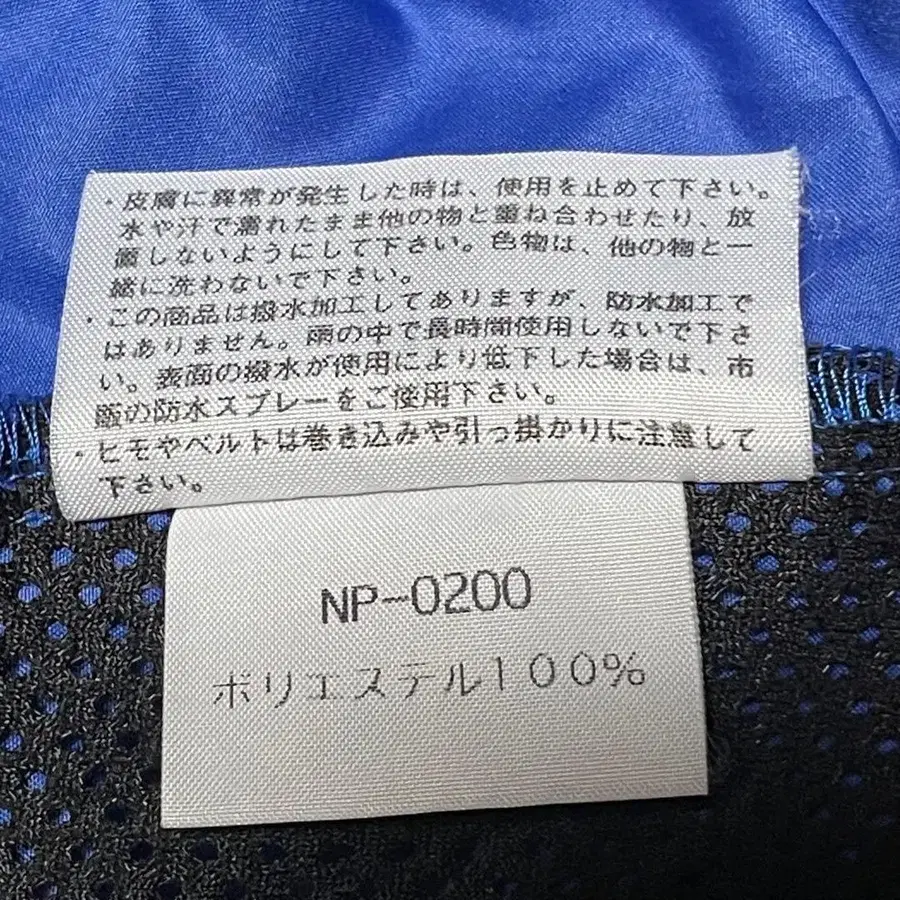 ・皮膚に異常が発生した時は、使用を止めて下さい。
水や汗で濡れたまま他の物と重ね合わせたり、放
置しないようにして下さい。色物は、他の物と一
緒に洗わないで下さい。
・この商品は撥水加工してありますが、防水加工で
はありません。雨の中で長時間使用しないで下さ
い。表面の撥水が使用により低下した場合は、市
販の防水スプレーをご使用下さい。
・ヒモやベルトは巻き込みや引っ掛かりに注意して
下さい。
NP-0200
ポリエステル100%